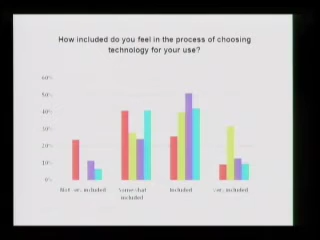 How included do you feel in the process of choosing
technology for your use?
60%
50%
40%
30%
20%
10%
0%
Not included
Somewhat
included
Included
included